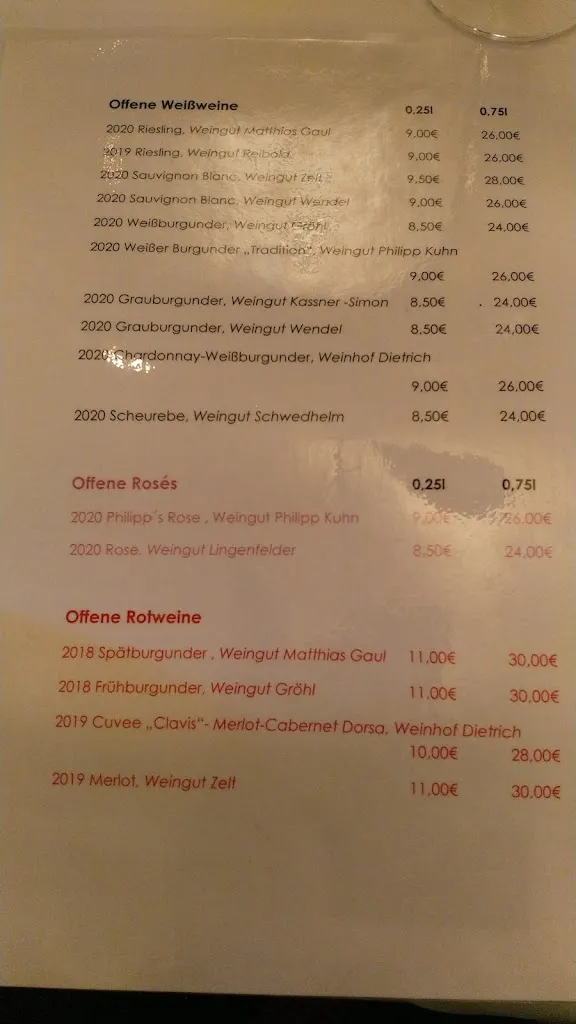 Offene Weißweine 0,25l 0,75l
2020 Riesling, Weingut Matthias Gaul 9,00€ 26,00€
2019 Riesling, Weingut Reibold 9,00€ 26,00€
2020 Sauvignon Blanc, Weingut Zelt 9,50€ 28,00€
2020 Sauvignon Blanc, Weingut Wendel 9,00€ 26,00€
2020 Weißburgunder, Weingut Gröhl 8,50€ 24,00€
2020 Weißer Burgunder „Tradition", Weingut Philipp Kuhn
9,00€ 26,00€
2020 Grauburgunder, Weingut Kassner -Simon 8,50€ . 24,00€
2020 Grauburgunder, Weingut Wendel 8,50€ 24,00€
2020 Chardonnay-Weißburgunder, Weinhof Dietrich
9,00€ 26,00€
2020 Scheurebe, Weingut Schwedhelm 8,50€ 24,00€
Offene Rosés 0,25l 0,75l
2020 Philipp´s Rose , Weingut Philipp Kuhn 9,00€ 26,00€
2020 Rose, Weingut Lingenfelder 8,50€ 24,00€
Offene Rotweine
2018 Spätburgunder , Weingut Matthias Gaul 11,00€ 30,00€
2018 Frühburgunder, Weingut Gröhl 11,00€ 30,00€
2019 Cuvee „Clavis"- Merlot-Cabernet Dorsa, Weinhof Dietrich
10,00€ 28,00€
2019 Merlot, Weingut Zelt 11,00€ 30,00€